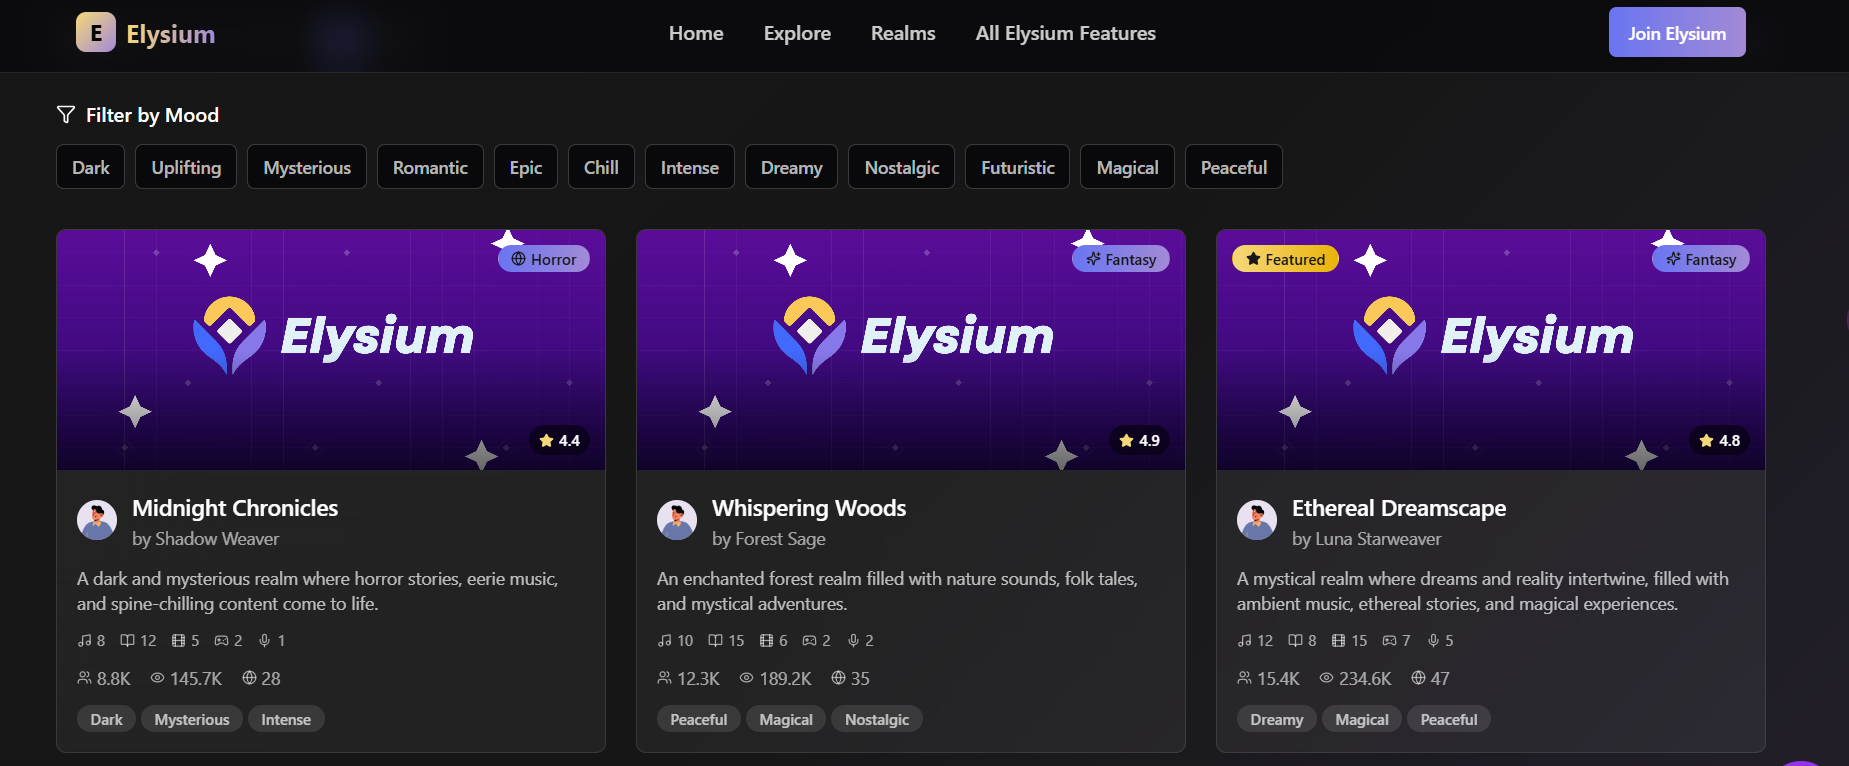 E Elysium Home Explore Realms All Elysium Features Join Elysium
Filter by Mood
Dark Uplifting Mysterious Romantic Epic Chill Intense Dreamy Nostalgic Futuristic Magical Peaceful
Horror
Elysium
4.4
Midnight Chronicles
by Shadow Weaver
A dark and mysterious realm where horror stories, eerie music,
and spine-chilling content come to life.
8 12 5 2 1
8.8K 145.7K 28
Dark Mysterious Intense
Fantasy
Elysium
4.9
Whispering Woods
by Forest Sage
An enchanted forest realm filled with nature sounds, folk tales,
and mystical adventures.
10 15 6 2 2
12.3K 189.2K 35
Peaceful Magical Nostalgic
Featured Fantasy
Elysium
4.8
Ethereal Dreamscape
by Luna Starweaver
A mystical realm where dreams and reality intertwine, filled with
ambient music, ethereal stories, and magical experiences.
12 8 15 7 5
15.4K 234.6K 47
Dreamy Magical Peaceful